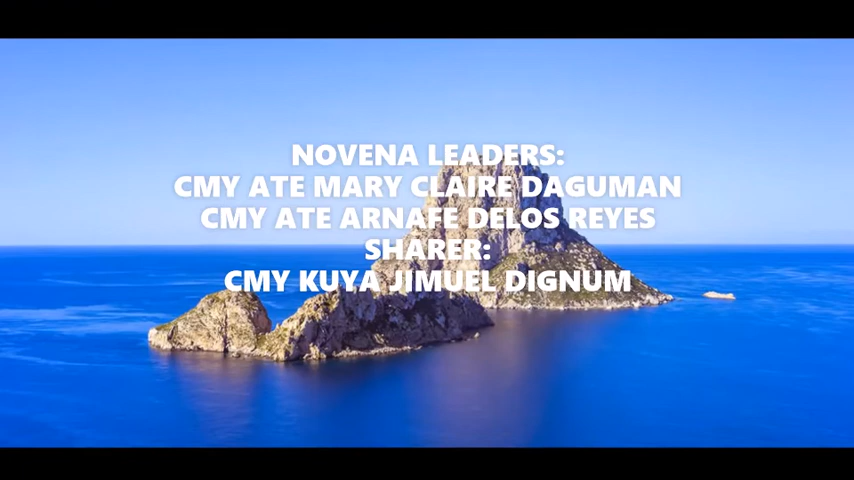 NOVENA LEADERS:
CMY ATE MARY CLAIRE DAGUMAN
CMY ATE ARNAFE DELOS REYES
SHARER:
CMY KUYA JIMUEL DIGNUM